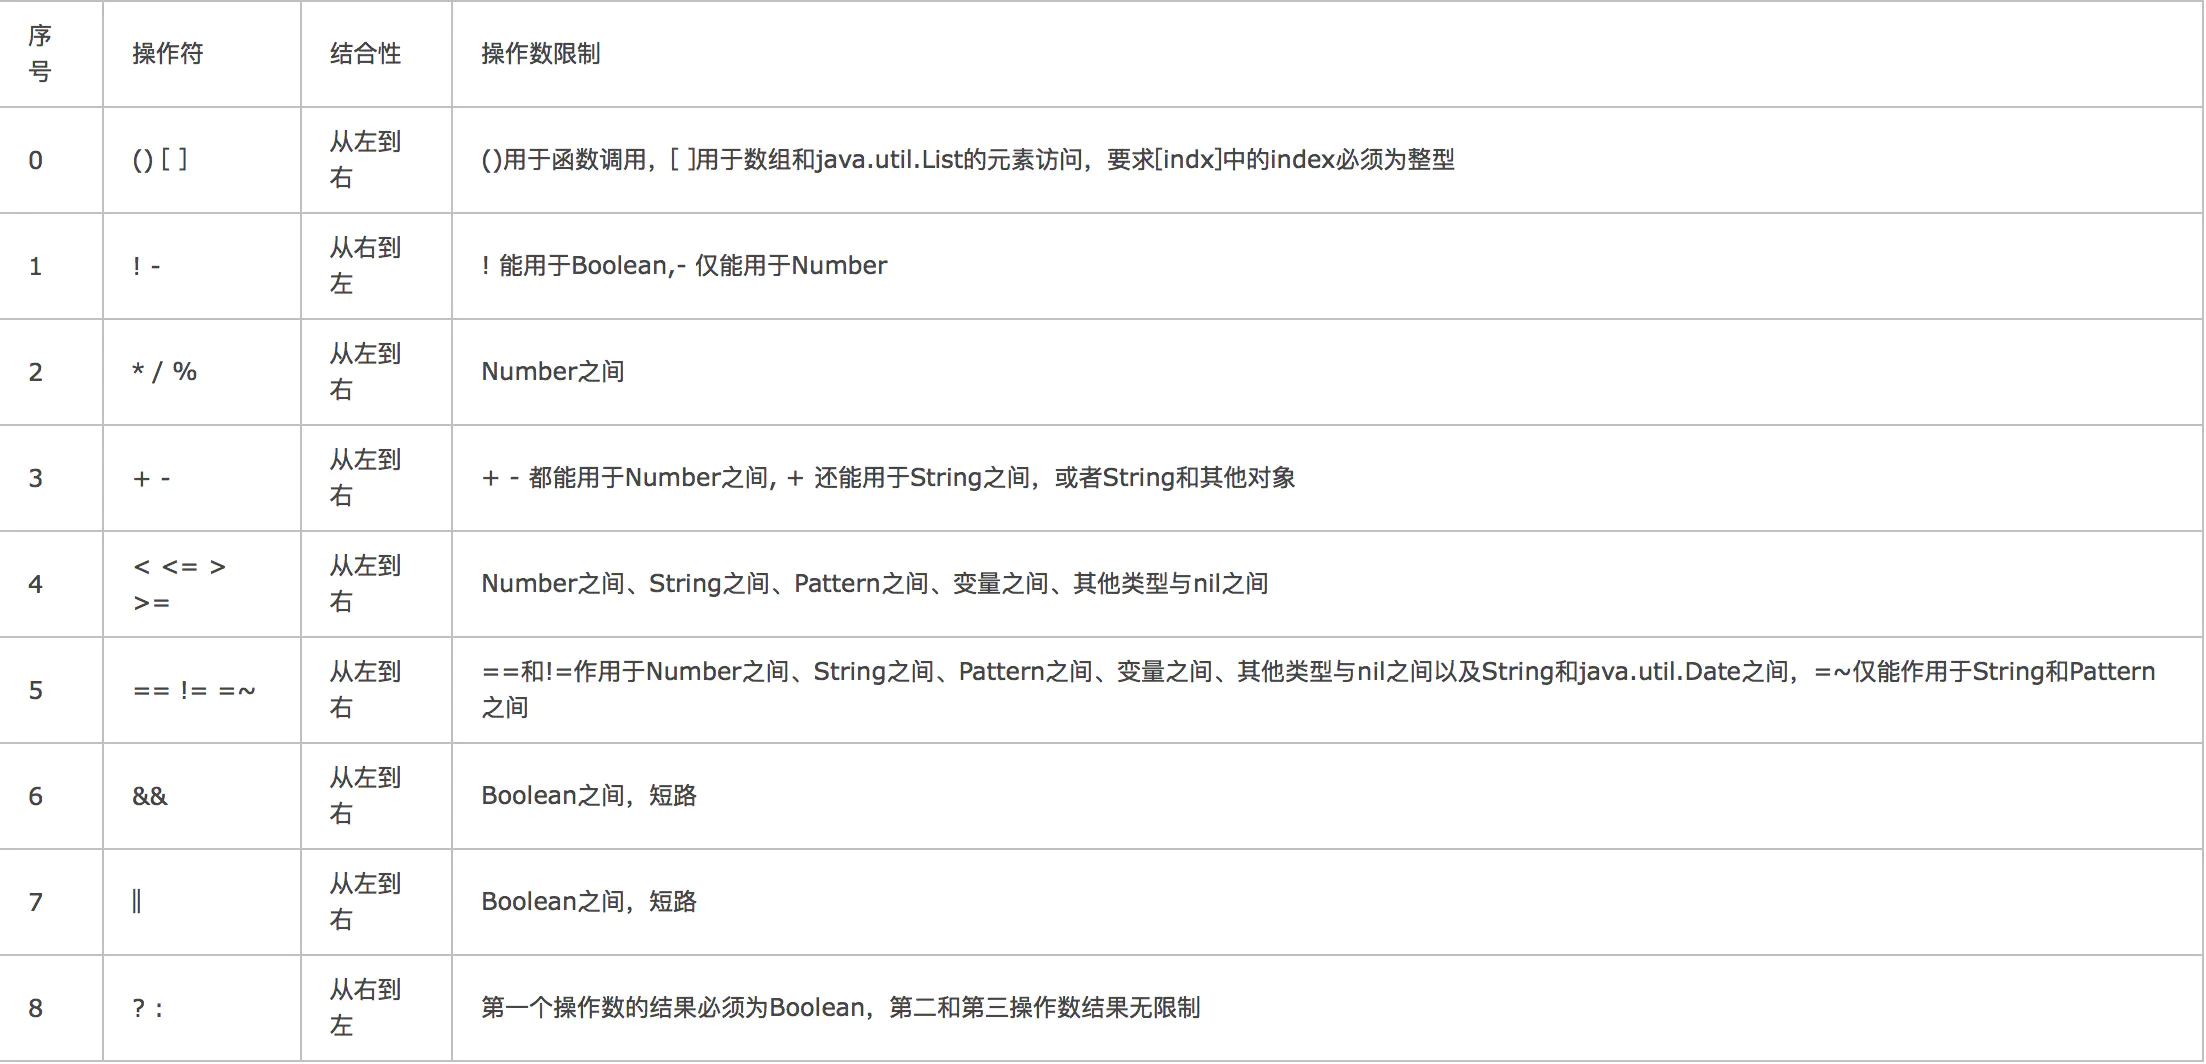 序号 操作符 结合性 操作数限制
0 () [ ] 从左到右 ()用于函数调用，[ ]用于数组和java.util.List的元素访问，要求[indx]中的index必须为整型
1 ! - 从右到左 ! 能用于Boolean,- 仅能用于Number
2 * / % 从左到右 Number之间
3 + - 从左到右 + - 都能用于Number之间, + 还能用于String之间，或者String和其他对象
4 < <= > >= 从左到右 Number之间、String之间、Pattern之间、变量之间、其他类型与nil之间
5 == != =~ 从左到右 ==和!=作用于Number之间、String之间、Pattern之间、变量之间、其他类型与nil之间以及String和java.util.Date之间，=~仅能作用于String和Pattern之间
6 && 从左到右 Boolean之间，短路
7 || 从左到右 Boolean之间，短路
8 ? : 从右到左 第一个操作数的结果必须为Boolean，第二和第三操作数结果无限制